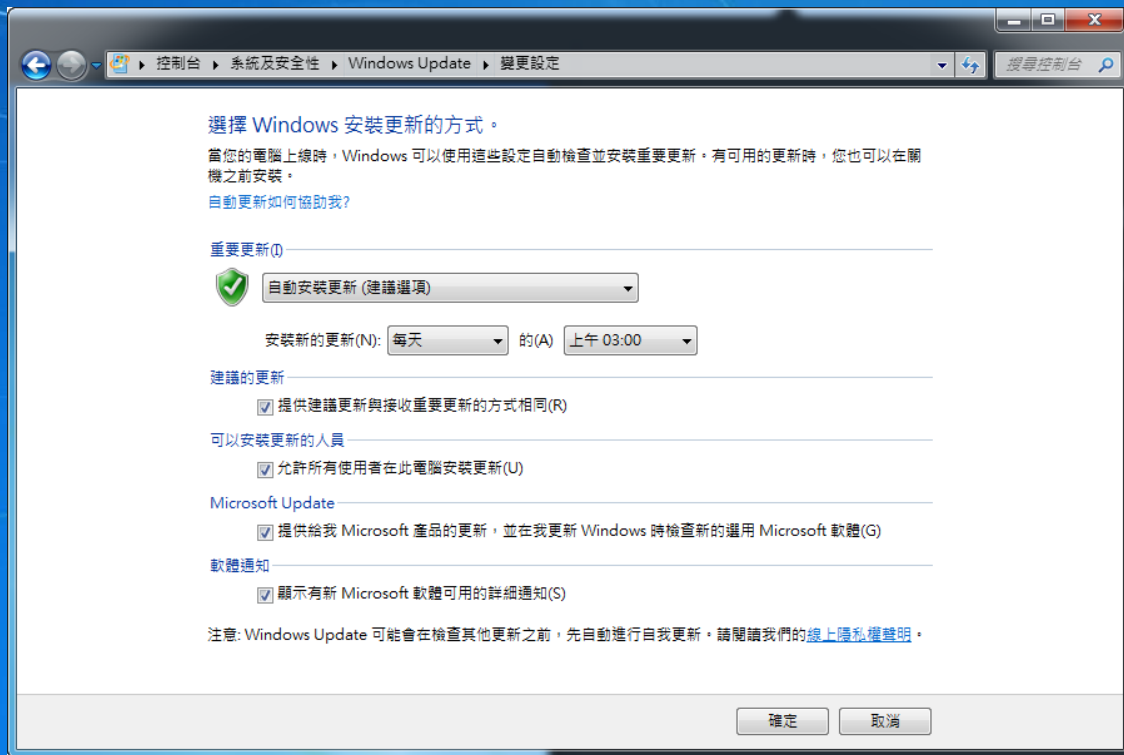 控制台 ▸ 系統及安全性 ▸ Windows Update ▸ 變更設定
搜尋控制台
選擇 Windows 安裝更新的方式。
當您的電腦上線時，Windows 可以使用這些設定自動檢查並安裝重要更新。有可用的更新時，您也可以在關
機之前安裝。
自動更新如何協助我?
重要更新(I)
自動安裝更新 (建議選項)
安裝新的更新(N): 每天 的(A) 上午 03:00
建議的更新
提供建議更新與接收重要更新的方式相同(R)
可以安裝更新的人員
允許所有使用者在此電腦安裝更新(U)
Microsoft Update
提供給我 Microsoft 產品的更新，並在我更新 Windows 時檢查新的選用 Microsoft 軟體(G)
軟體通知
顯示有新 Microsoft 軟體可用的詳細通知(S)
注意: Windows Update 可能會在檢查其他更新之前，先自動進行自我更新。請閱讀我們的線上隱私權聲明。
確定 取消